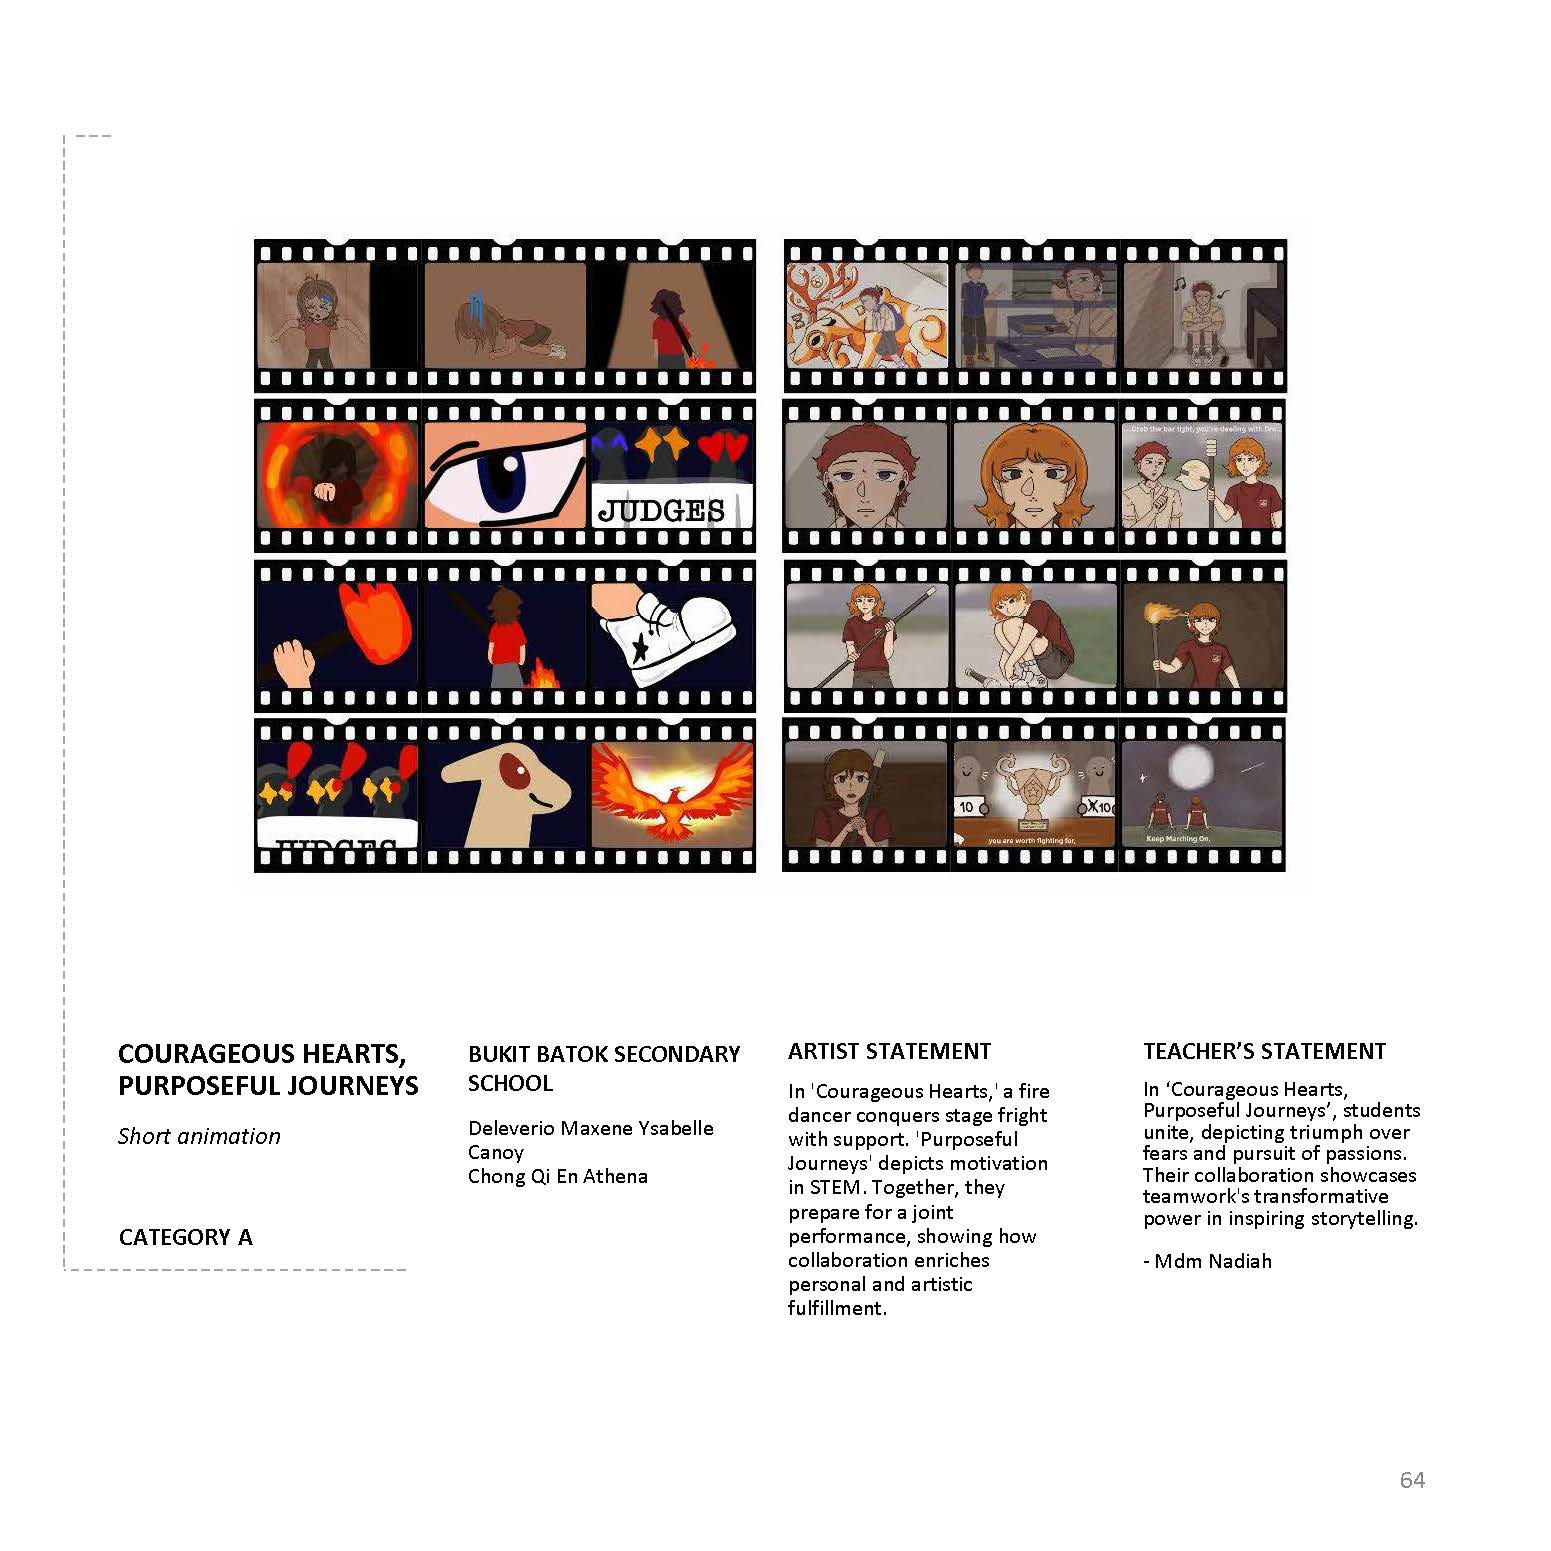 ...Grab the bar tight, you've dealing with fire...
JUDGES
JUDGES
10
X10
you are worth fighting for,
Keep Marching On.
COURAGEOUS HEARTS,
PURPOSEFUL JOURNEYS
Short animation
CATEGORY A
BUKIT BATOK SECONDARY
SCHOOL
Deleverio Maxene Ysabelle
Canoy
Chong Qi En Athena
ARTIST STATEMENT
In 'Courageous Hearts,' a fire
dancer conquers stage fright
with support. 'Purposeful
Journeys' depicts motivation
in STEM. Together, they
prepare for a joint
performance, showing how
collaboration enriches
personal and artistic
fulfillment.
TEACHER’S STATEMENT
In ‘Courageous Hearts,
Purposeful Journeys’, students
unite, depicting triumph over
fears and pursuit of passions.
Their collaboration showcases
teamwork's transformative
power in inspiring storytelling.
- Mdm Nadiah
64